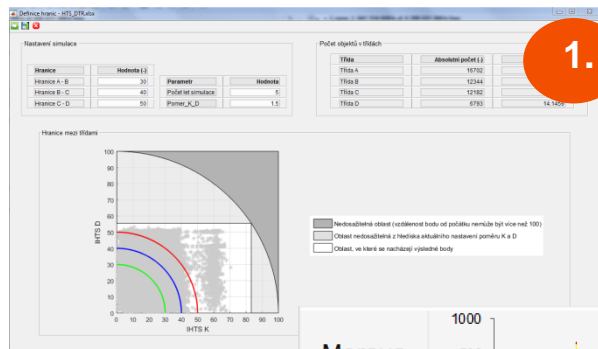 Definice hranic - HTS_DTR.xlsx
Nastavení simulace
Hranice Hodnota (-)
Hranice A - B 30
Hranice B - C 40
Hranice C - D 50
Parametr Hodnota
Počet let simulace 5
Pomer_K_D 1.5
Počet objektů v třídách
Třída Absolutní počet (-)
Třída A 16702
Třída B 12344
Třída C 12182
Třída D 6793 14.1459
1.
Hranice mezi třídami
100
90
80
70
60
50
40
30
20
10
0
IHTS D
0 10 20 30 40 50 60 70 80 90 100
IHTS K
Nedosažitelná oblast (vzdálenost bodu od počátku nemůže být více než 100)
Oblast nedosažitelná z hlediska aktuálního nastavení poměru K a D
Oblast, ve které se nacházejí výsledné body
1000